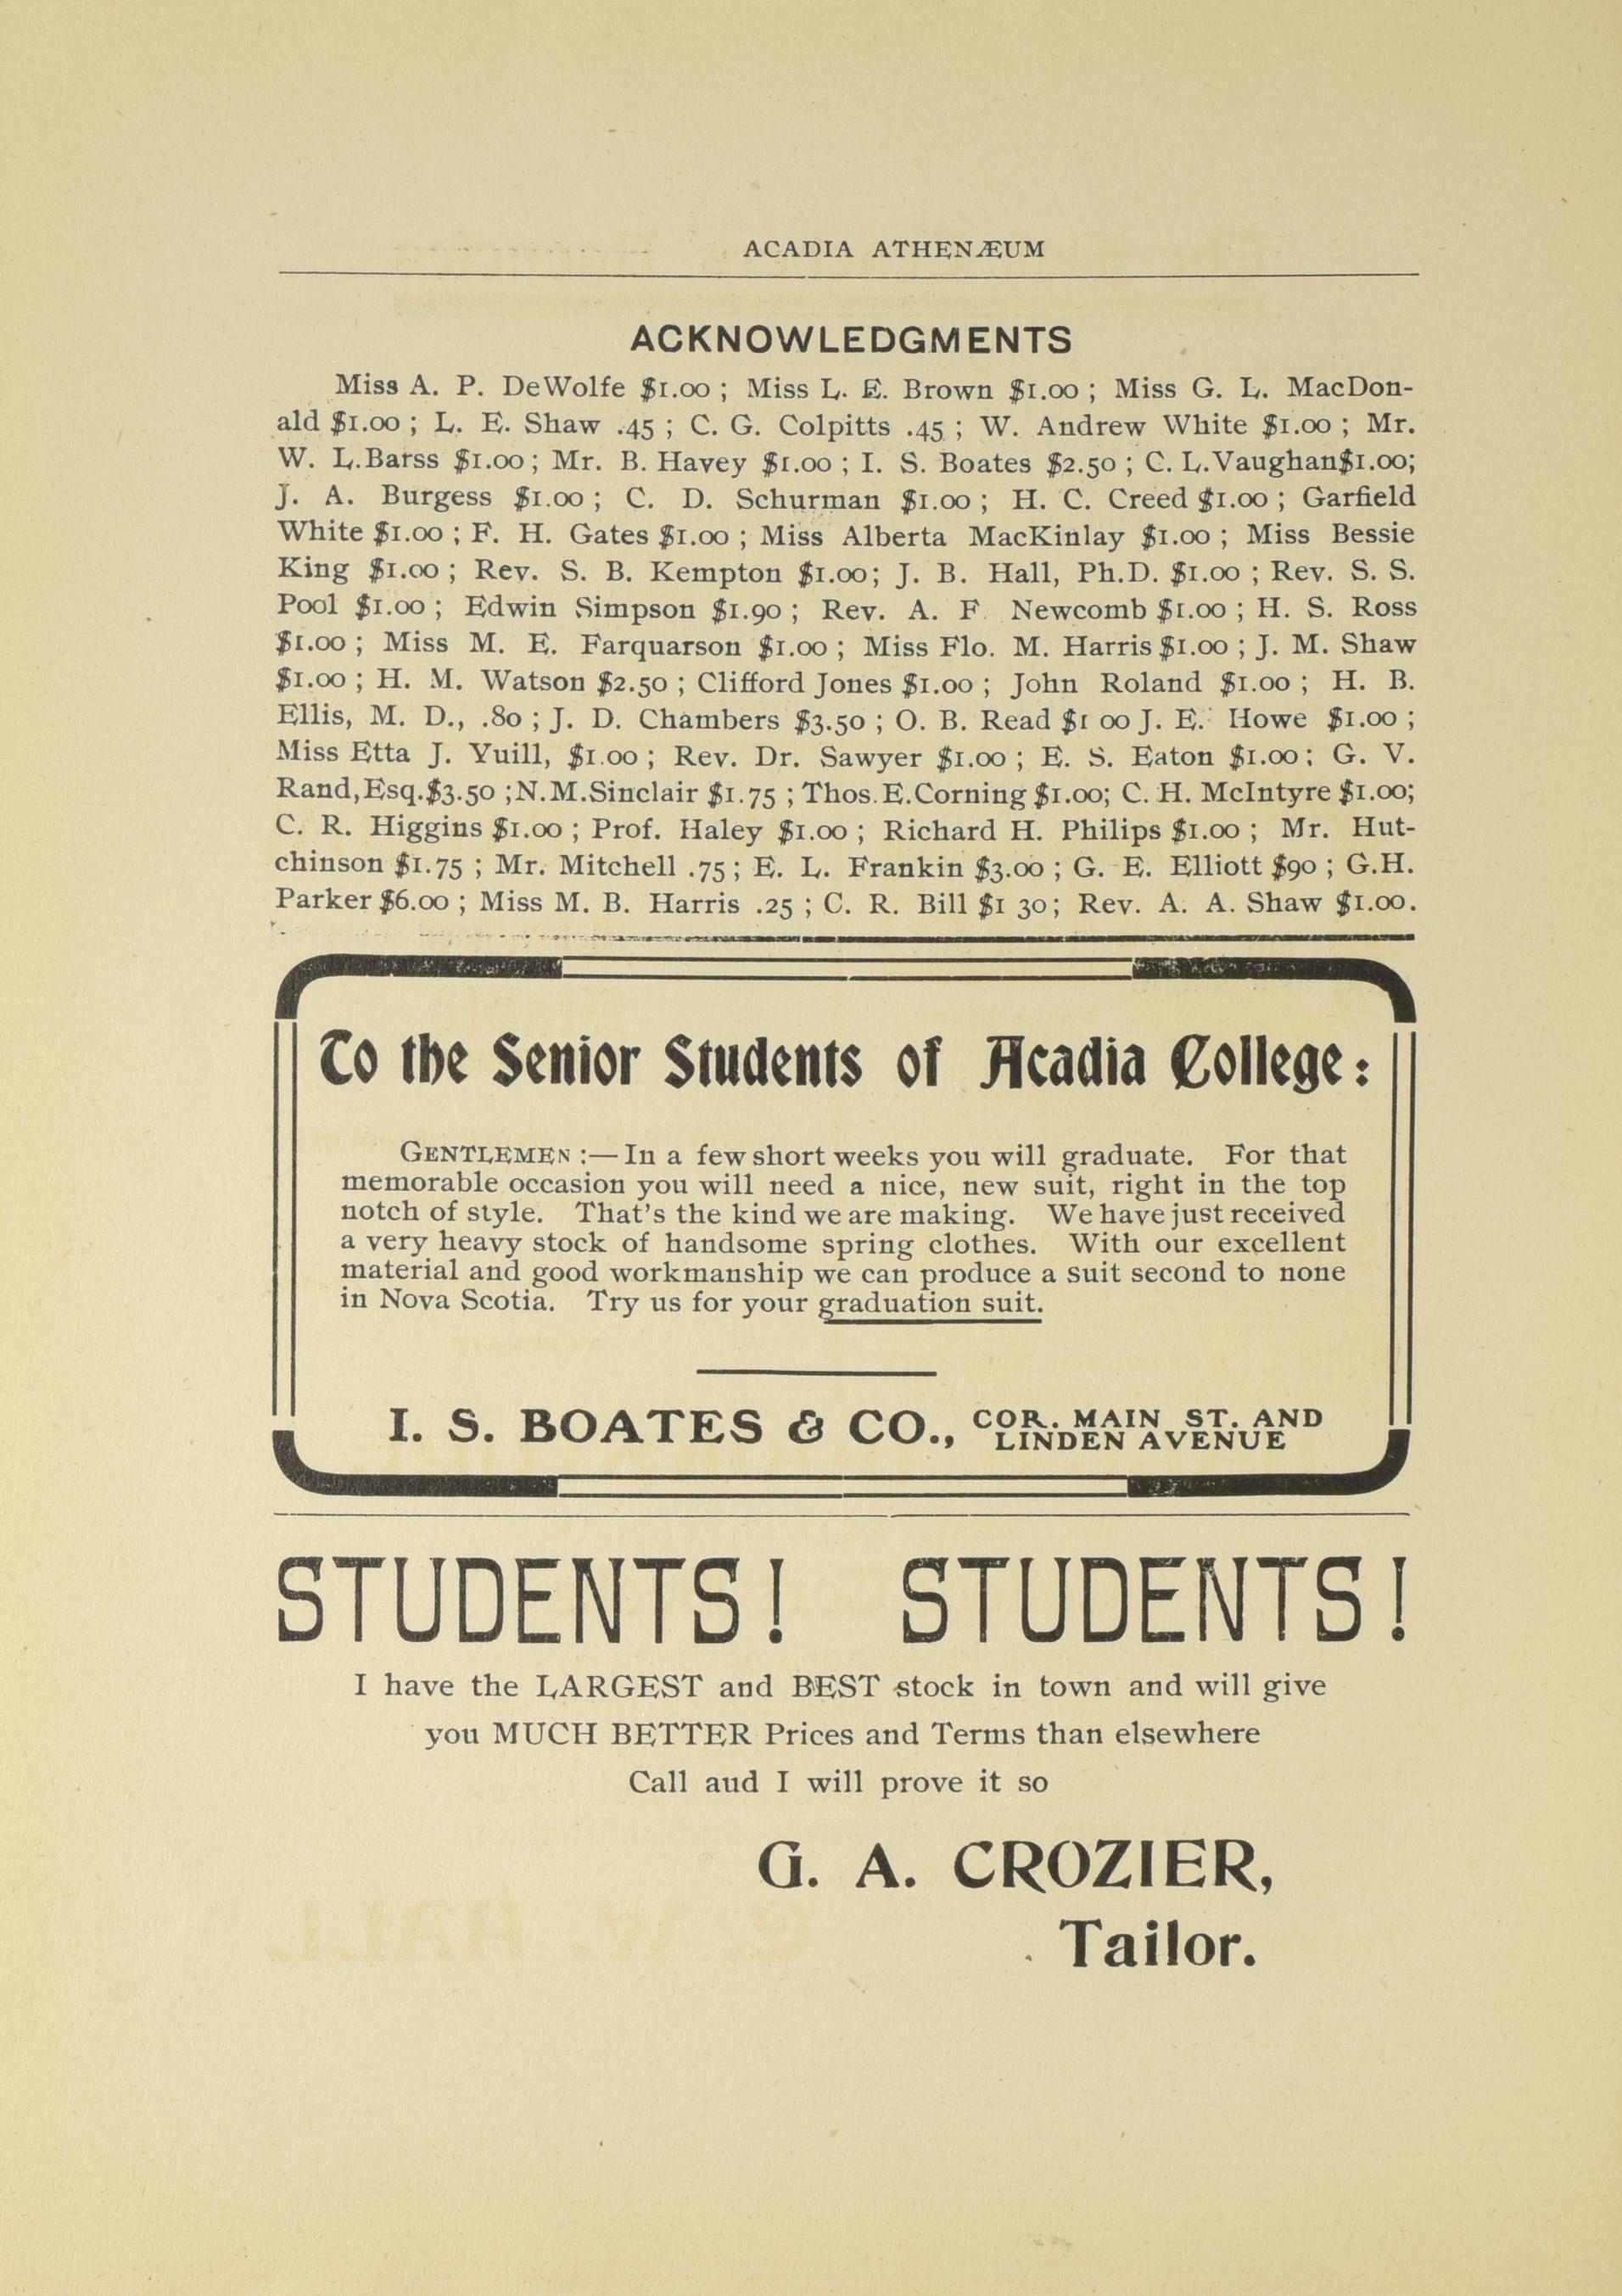 ACADIA ATHENÆUM
ACKNOWLEDGMENTS
Miss A. P. DeWolfe $1.00 ; Miss L. E. Brown $1.00 ; Miss G. L. MacDon-
ald $1.00 ; L. E. Shaw .45 ; C. G. Colpitts .45 ; W. Andrew White $1.00 ; Mr.
W. L.Barss $1.00 ; Mr. B. Havey $1.00 ; I. S. Boates $2.50 ; C. L.Vaughan$1.00;
J. A. Burgess $1.00 ; C. D. Schurman $1.00 ; H. C. Creed $1.00 ; Garfield
White $1.00 ; F. H. Gates $1.00 ; Miss Alberta MacKinlay $1.00 ; Miss Bessie
King $1.00 ; Rev. S. B. Kempton $1.00; J. B. Hall, Ph.D. $1.00 ; Rev. S. S.
Pool $1.00 ; Edwin Simpson $1.90 ; Rev. A. F. Newcomb $1.00 ; H. S. Ross
$1.00 ; Miss M. E. Farquarson $1.00 ; Miss Flo. M. Harris $1.00 ; J. M. Shaw
$1.00 ; H. M. Watson $2.50 ; Clifford Jones $1.00 ; John Roland $1.00 ; H. B.
Ellis, M. D., .80 ; J. D. Chambers $3.50 ; O. B. Read $1 00 J. E. Howe $1.00 ;
Miss Etta J. Yuill, $1.00 ; Rev. Dr. Sawyer $1.00 ; E. S. Eaton $1.00; G. V.
Rand,Esq.$3.50 ;N.M.Sinclair $1.75 ; Thos.E.Corning $1.00; C. H. McIntyre $1.00;
C. R. Higgins $1.00 ; Prof. Haley $1.00 ; Richard H. Philips $1.00 ; Mr. Hut-
chinson $1.75 ; Mr. Mitchell .75 ; E. L. Frankin $3.00 ; G. E. Elliott $90 ; G.H.
Parker $6.00 ; Miss M. B. Harris .25 ; C. R. Bill $1 30; Rev. A. A. Shaw $1.00.
To the Senior Students of Acadia College:
GENTLEMEN :—In a few short weeks you will graduate. For that
memorable occasion you will need a nice, new suit, right in the top
notch of style. That's the kind we are making. We have just received
a very heavy stock of handsome spring clothes. With our excellent
material and good workmanship we can produce a suit second to none
in Nova Scotia. Try us for your graduation suit.
I. S. BOATES & CO., COR. MAIN ST. AND
LINDEN AVENUE
STUDENTS! STUDENTS!
I have the LARGEST and BEST stock in town and will give
you MUCH BETTER Prices and Terms than elsewhere
Call aud I will prove it so
G. A. CROZIER,
Tailor.